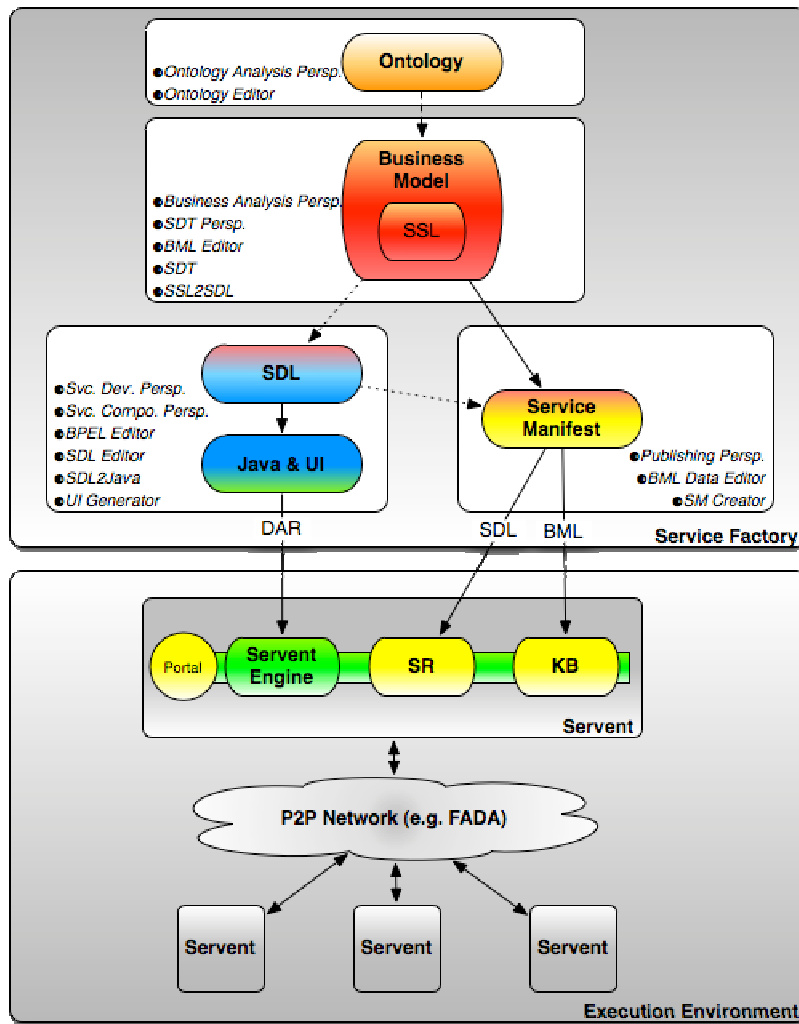 Ontology
●Ontology Analysis Persp.
●Ontology Editor
Business
Model
SSL
●Business Analysis Persp.
●SDT Persp.
●BML Editor
●SDT
●SSL2SDL
SDL
Java & UI
●Svc. Dev. Persp.
●Svc. Compo. Persp.
●BPEL Editor
●SDL Editor
●SDL2Java
●UI Generator
Service
Manifest
●Publishing Persp.
●BML Data Editor
●SM Creator
DAR
SDL
BML
Service Factory
Portal
Servent
Engine
SR
KB
Servent
P2P Network (e.g. FADA)
Servent
Servent
Servent
Execution Environment